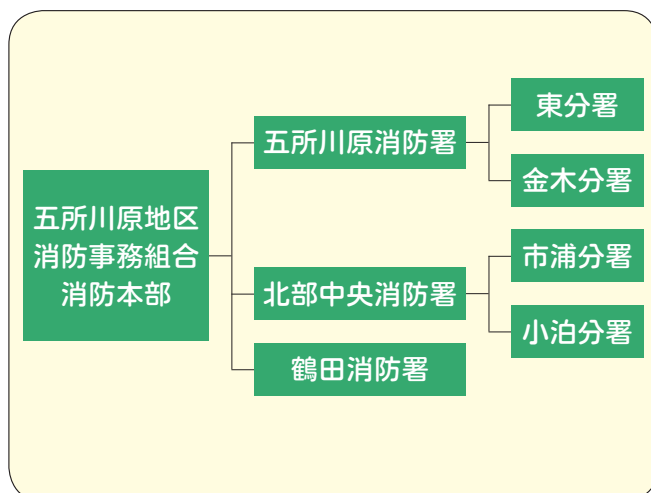 五所川原地区
消防事務組合
消防本部
五所川原消防署
東分署
金木分署
北部中央消防署
市浦分署
小泊分署
鶴田消防署